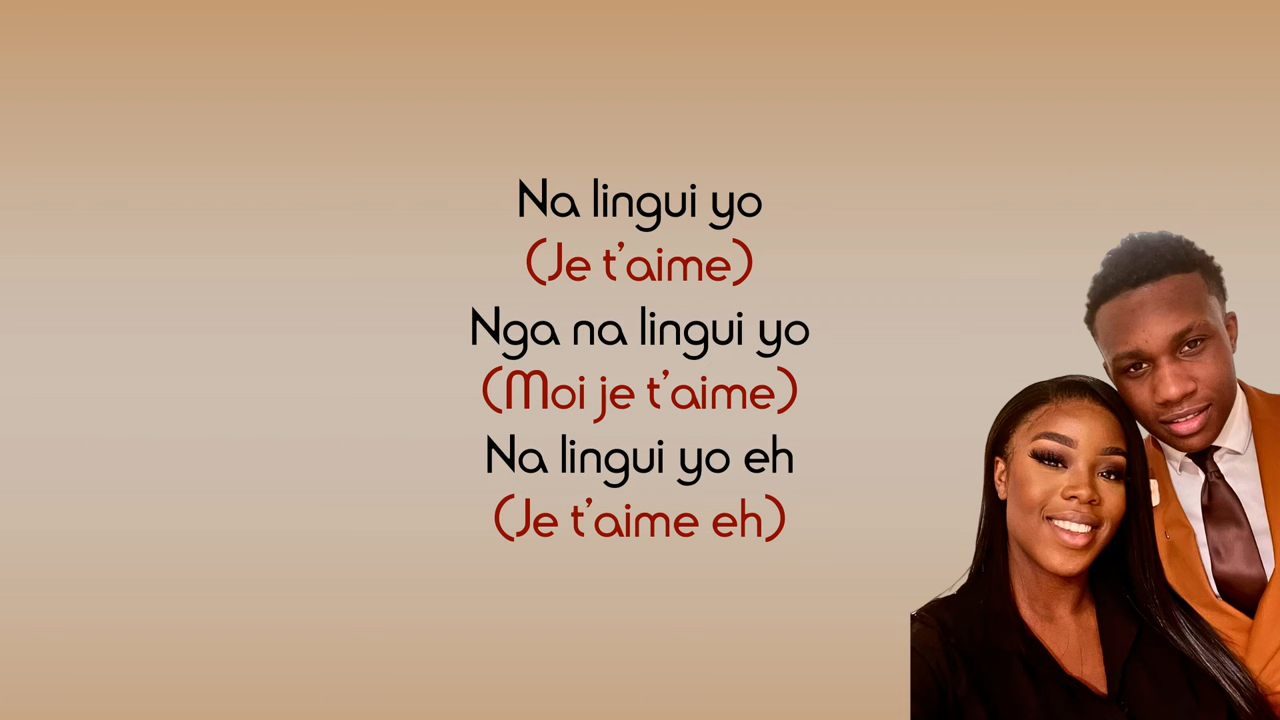 Na lingui yo
(Je t'aime)
Nga na lingui yo
(Moi je t'aime)
Na lingui yo eh
(Je t'aime eh)